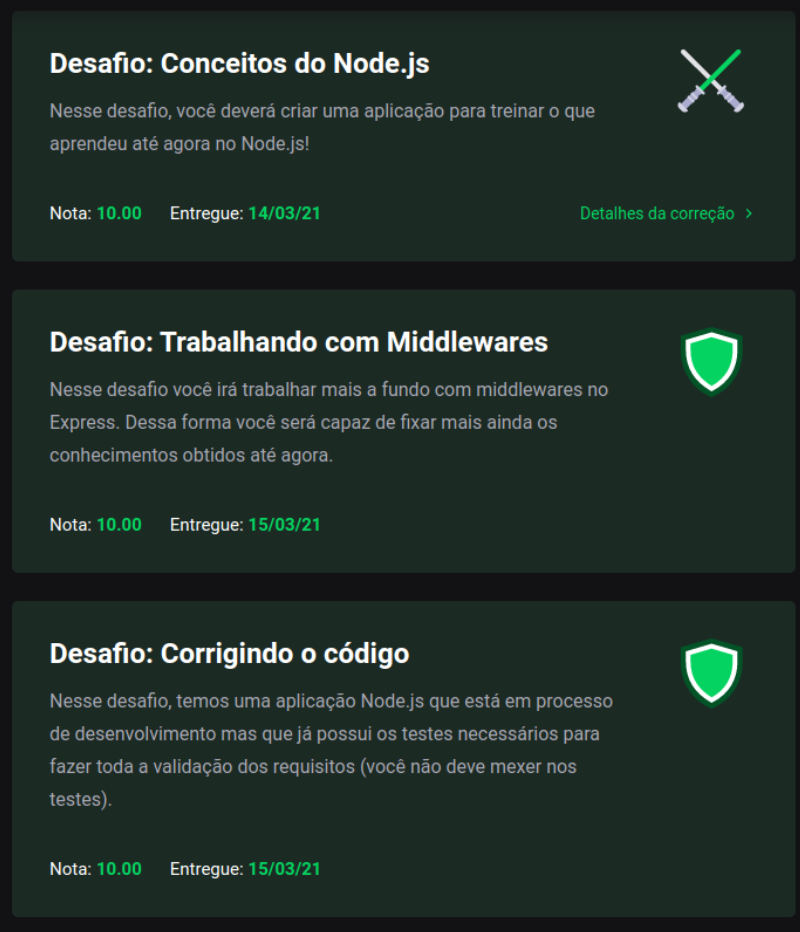 Desafio: Conceitos do Node.js
Nesse desafio, você deverá criar uma aplicação para treinar o que
aprendeu até agora no Node.js!
Nota: 10.00 Entregue: 14/03/21 Detalhes da correção >
Desafio: Trabalhando com Middlewares
Nesse desafio você irá trabalhar mais a fundo com middlewares no
Express. Dessa forma você será capaz de fixar mais ainda os
conhecimentos obtidos até agora.
Nota: 10.00 Entregue: 15/03/21
Desafio: Corrigindo o código
Nesse desafio, temos uma aplicação Node.js que está em processo
de desenvolvimento mas que já possui os testes necessários para
fazer toda a validação dos requisitos (você não deve mexer nos
testes).
Nota: 10.00 Entregue: 15/03/21